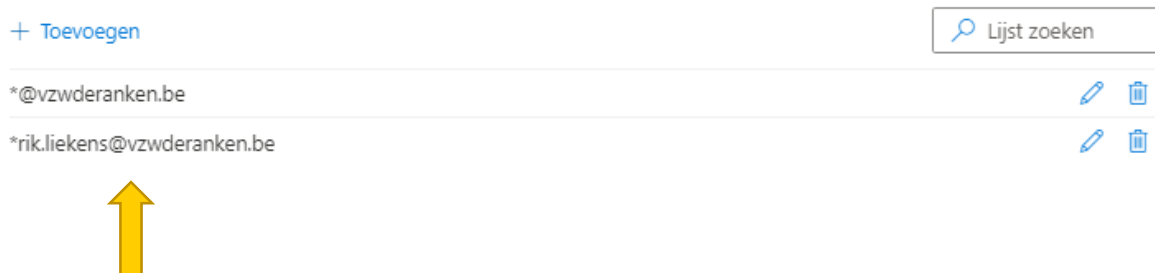 + Toevoegen
Lijst zoeken
*@vzwderanken.be
*rik.liekens@vzwderanken.be